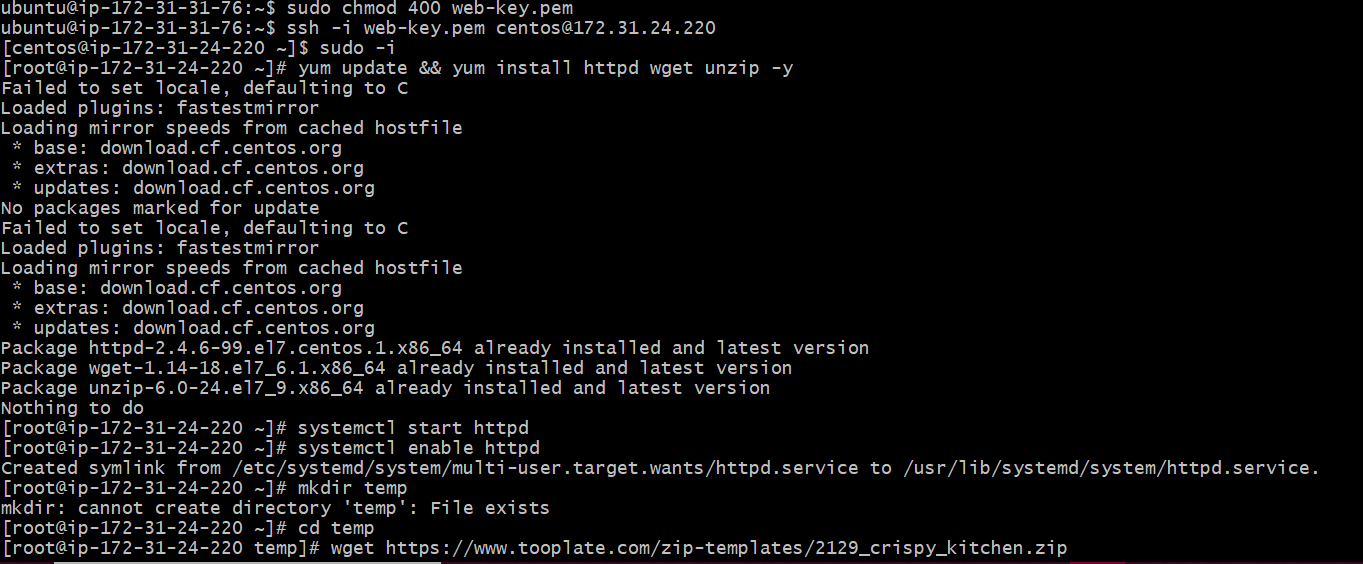 ubuntu@ip-172-31-31-76:~$ sudo chmod 400 web-key.pem
ubuntu@ip-172-31-31-76:~$ ssh -i web-key.pem centos@172.31.24.220
[centos@ip-172-31-24-220 ~]$ sudo -i
[root@ip-172-31-24-220 ~]# yum update && yum install httpd wget unzip -y
Failed to set locale, defaulting to C
Loaded plugins: fastestmirror
Loading mirror speeds from cached hostfile
 * base: download.cf.centos.org
 * extras: download.cf.centos.org
 * updates: download.cf.centos.org
No packages marked for update
Failed to set locale, defaulting to C
Loaded plugins: fastestmirror
Loading mirror speeds from cached hostfile
 * base: download.cf.centos.org
 * extras: download.cf.centos.org
 * updates: download.cf.centos.org
Package httpd-2.4.6-99.el7.centos.1.x86_64 already installed and latest version
Package wget-1.14-18.el7_6.1.x86_64 already installed and latest version
Package unzip-6.0-24.el7_9.x86_64 already installed and latest version
Nothing to do
[root@ip-172-31-24-220 ~]# systemctl start httpd
[root@ip-172-31-24-220 ~]# systemctl enable httpd
Created symlink from /etc/systemd/system/multi-user.target.wants/httpd.service to /usr/lib/systemd/system/httpd.service.
[root@ip-172-31-24-220 ~]# mkdir temp
mkdir: cannot create directory 'temp': File exists
[root@ip-172-31-24-220 ~]# cd temp
[root@ip-172-31-24-220 temp]# wget https://www.tooplate.com/zip-templates/2129_crispy_kitchen.zip